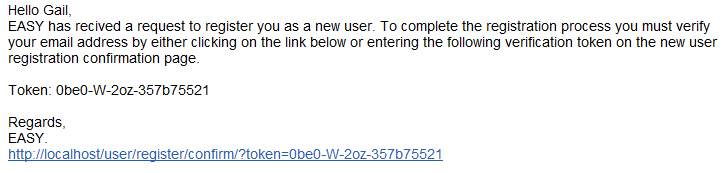 Hello Gail,
EASY has recived a request to register you as a new user. To complete the registration process you must verify
your email address by either clicking on the link below or entering the following verification token on the new user
registration confirmation page.
Token: 0be0-W-2oz-357b75521
Regards,
EASY.
http://localhost/user/register/confirm/?token=0be0-W-2oz-357b75521